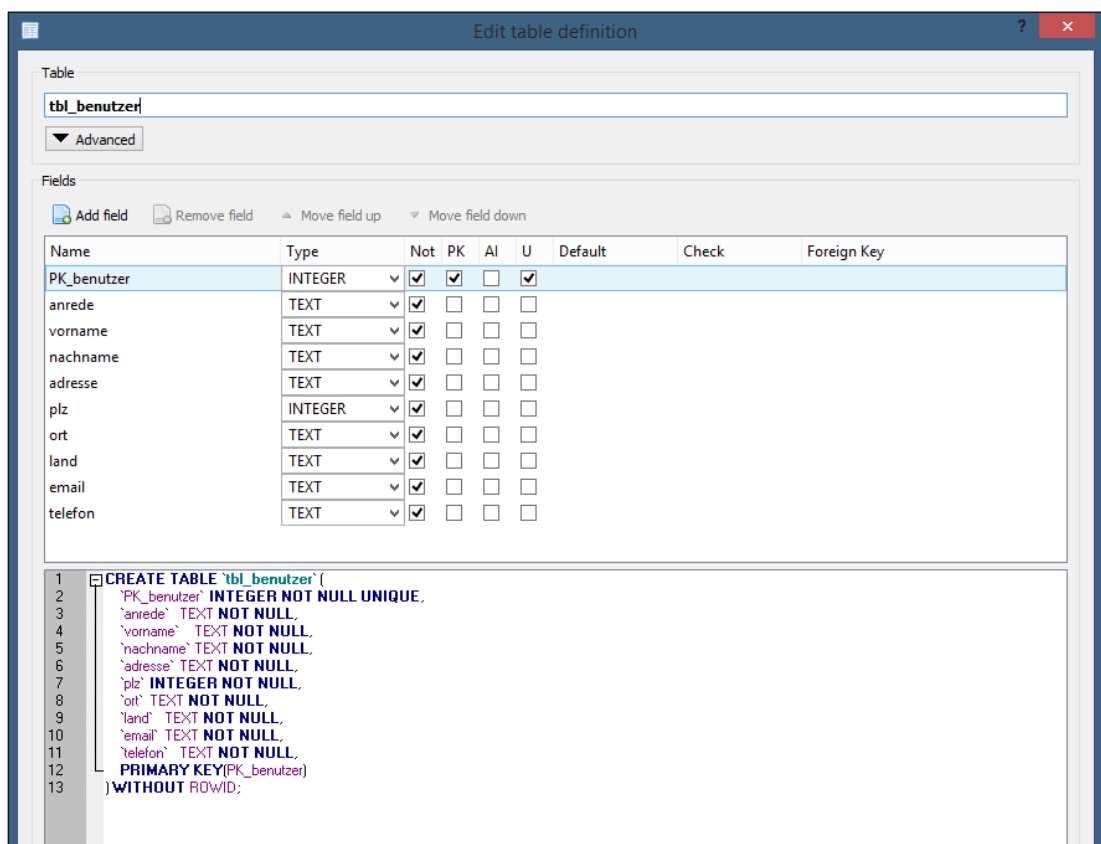 Edit table definition
?
Table
tbl_benutzer
Advanced
Fields
Add field Remove field Move field up Move field down
Name Type Not PK AI U Default Check Foreign Key
PK_benutzer INTEGER
anrede TEXT
vorname TEXT
nachname TEXT
adresse TEXT
plz INTEGER
ort TEXT
land TEXT
email TEXT
telefon TEXT
1 CREATE TABLE `tbl_benutzer` (
2 `PK_benutzer` INTEGER NOT NULL UNIQUE,
3 `anrede` TEXT NOT NULL,
4 `vorname` TEXT NOT NULL,
5 `nachname` TEXT NOT NULL,
6 `adresse` TEXT NOT NULL,
7 `plz` INTEGER NOT NULL,
8 `ort` TEXT NOT NULL,
9 `land` TEXT NOT NULL,
10 `email` TEXT NOT NULL,
11 `telefon` TEXT NOT NULL,
12 PRIMARY KEY(PK_benutzer)
13 ) WITHOUT ROWID;